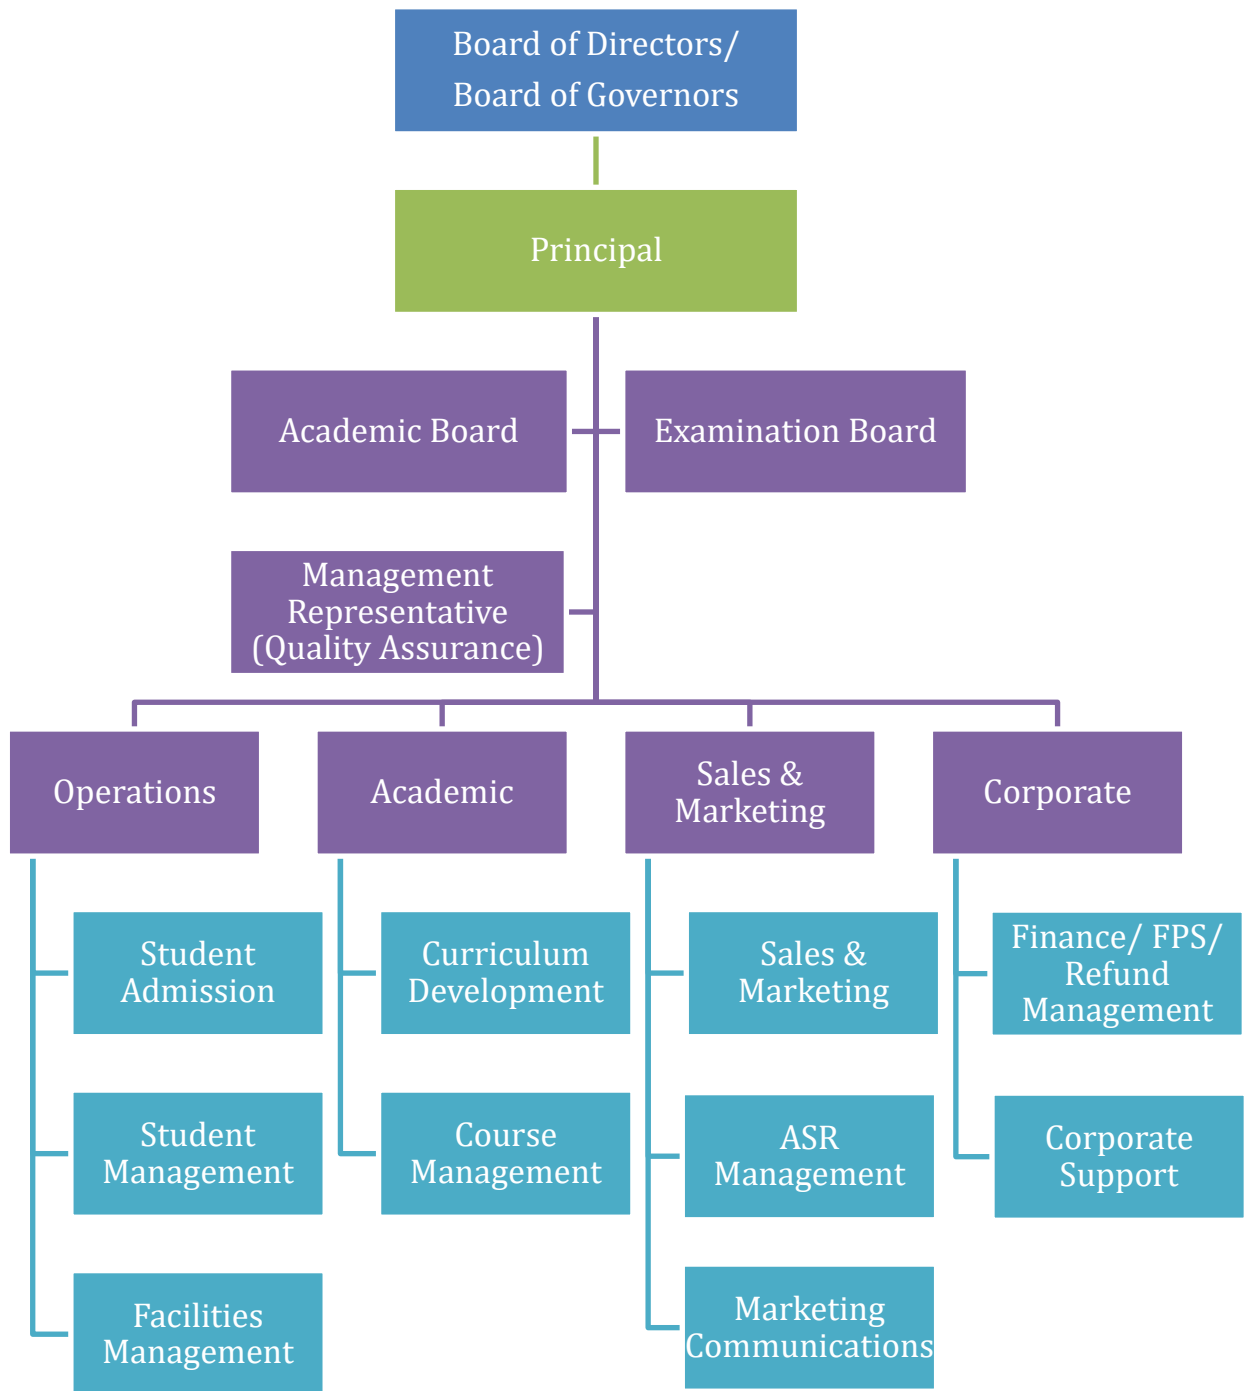 Board of Directors/
Board of Governors
Principal
Academic Board
Examination Board
Management
Representative
(Quality Assurance)
Operations
Academic
Sales &
Marketing
Corporate
Student
Admission
Curriculum
Development
Sales &
Marketing
Finance/ FPS/
Refund
Management
Student
Management
Course
Management
ASR
Management
Corporate
Support
Facilities
Management
Marketing
Communications